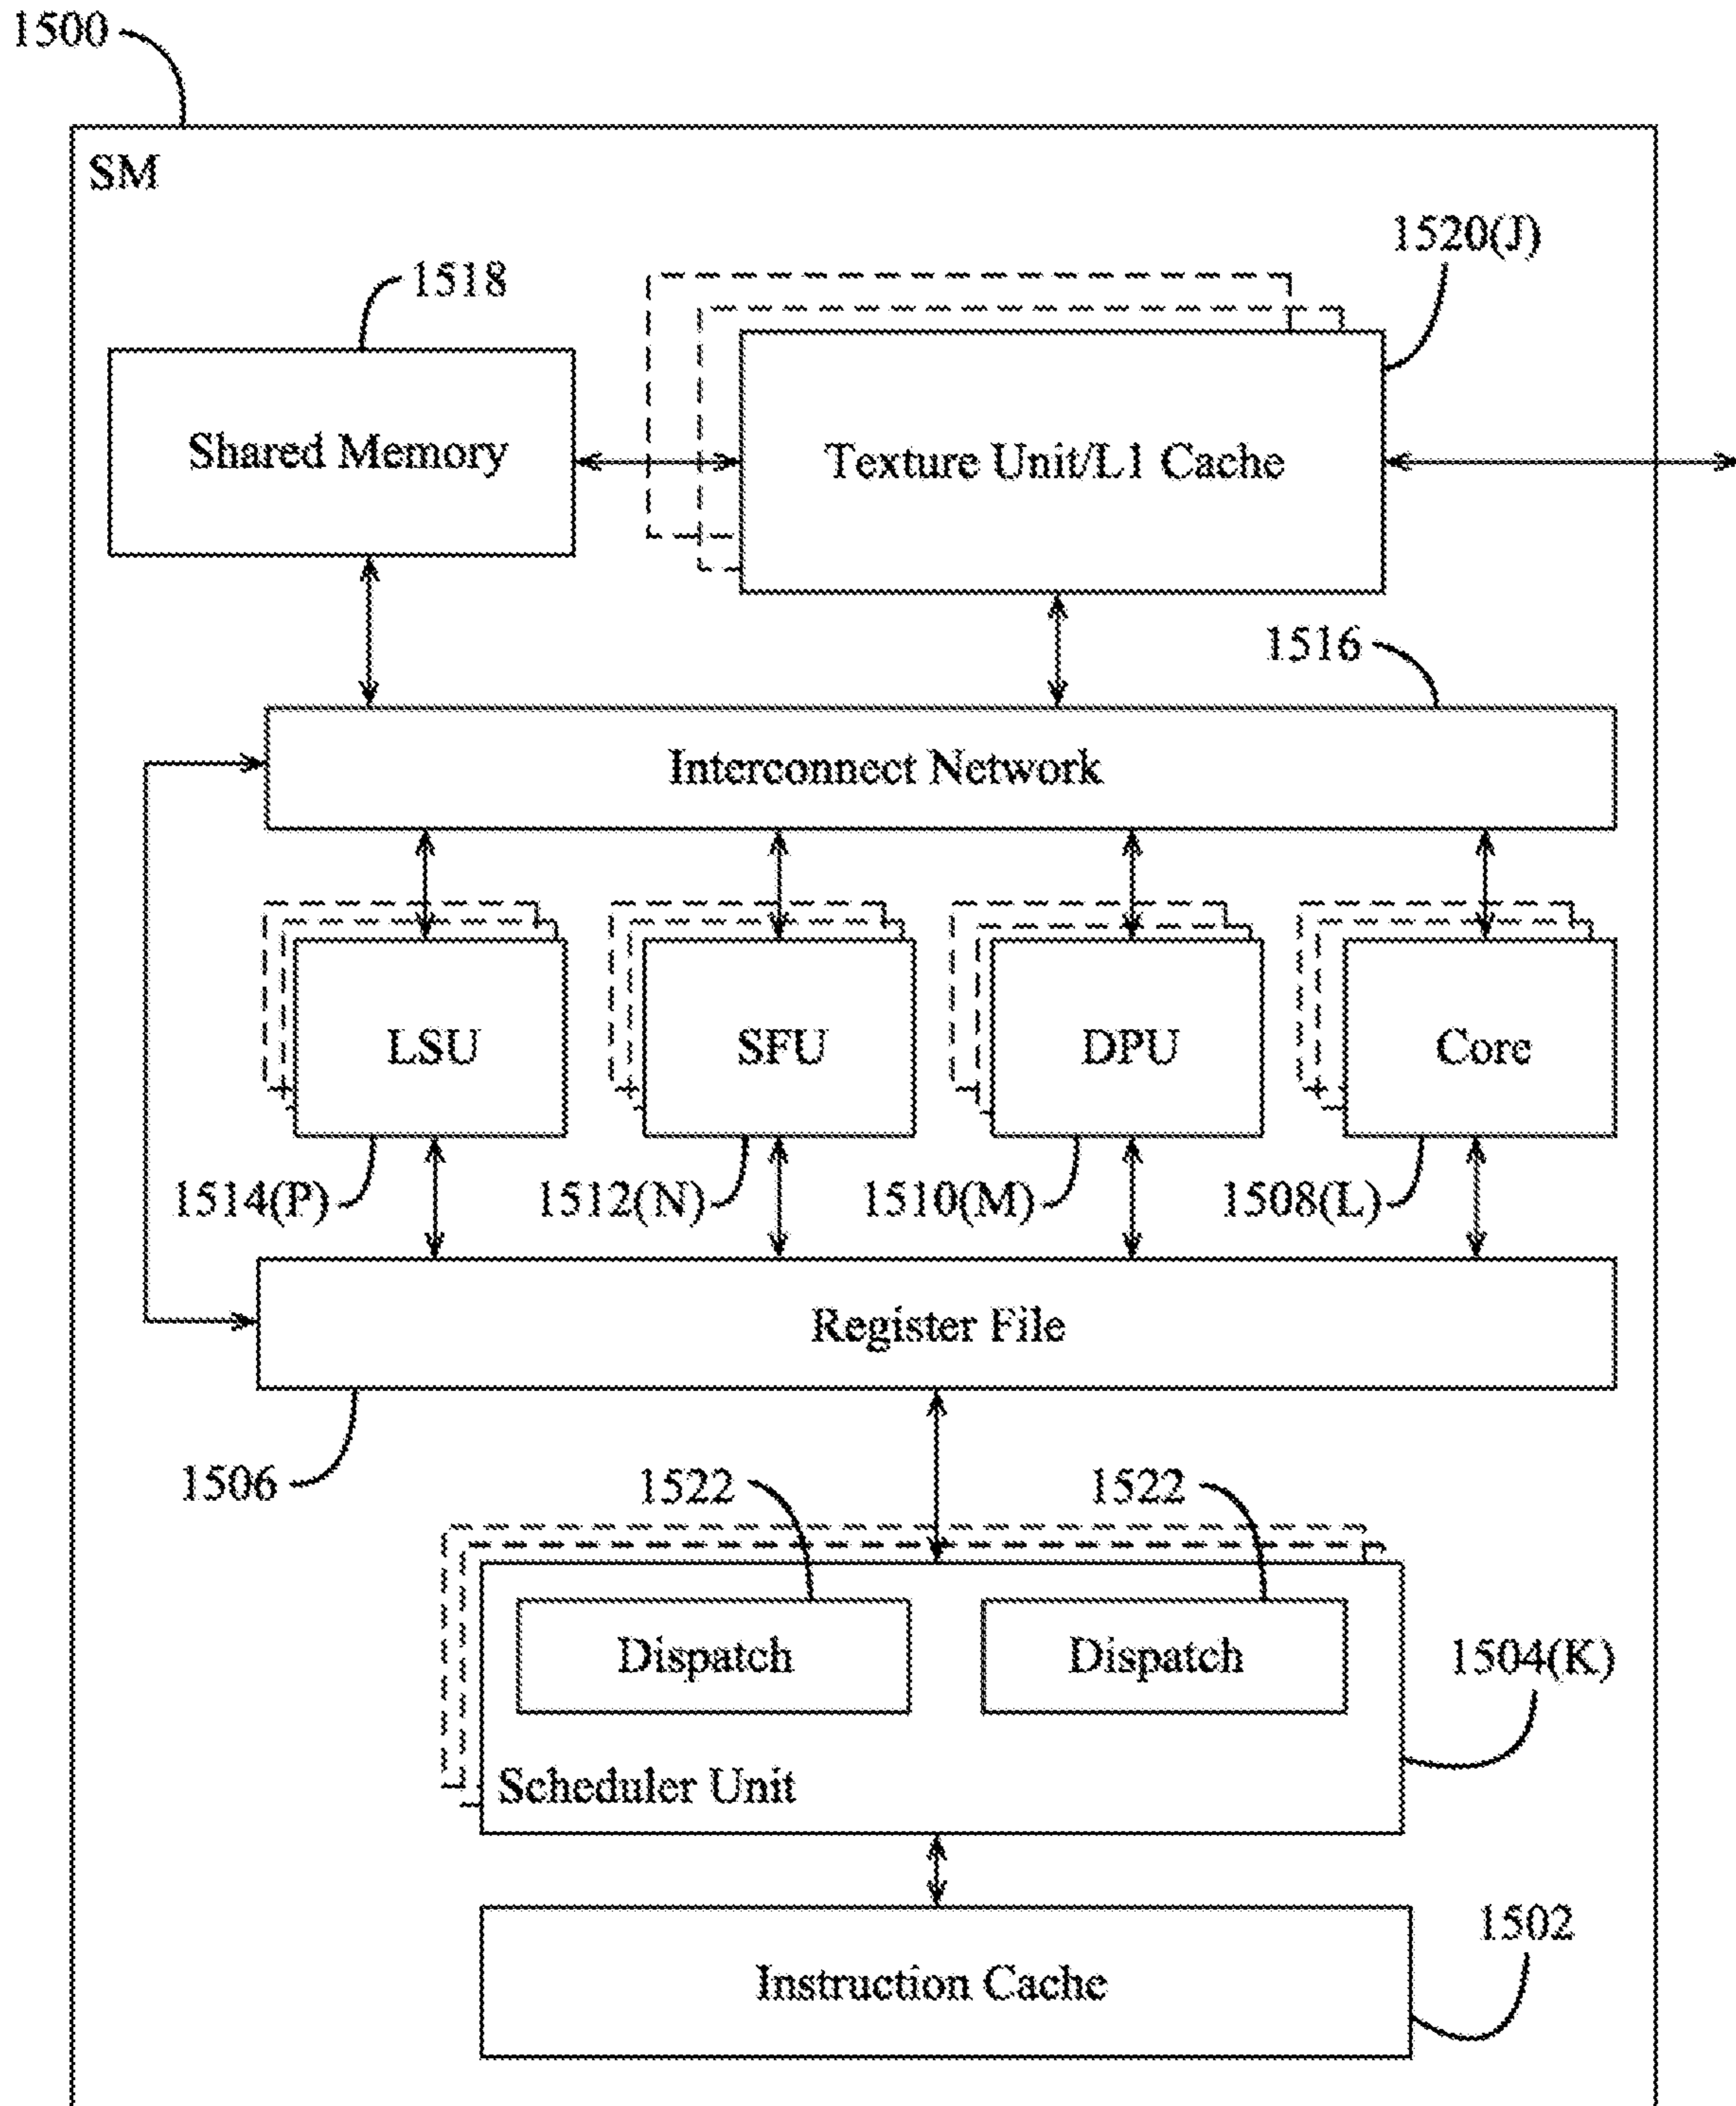 1500
SM
1520(J)
1518
Shared Memory
Texture Unit/L1 Cache
1516
Interconnect Network
LSU
SFU
DPU
Core
1514(P)
1512(N)
1510(M)
1508(L)
Register File
1506
1522
1522
Dispatch
Dispatch
1504(K)
Scheduler Unit
1502
Instruction Cache